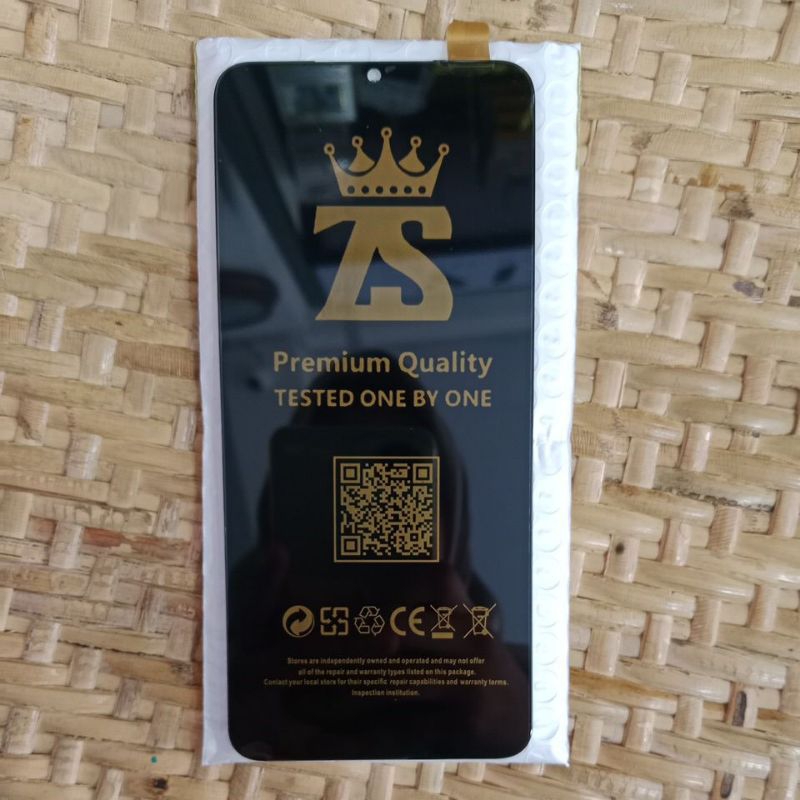 ZS
Premium Quality
TESTED ONE BY ONE
CE
Stores are independently owned and operated and may not offer
all of the repair and warranty types listed on this package.
Contact your local store for their specific repair capabilities and warranty terms.
Inspection institution.